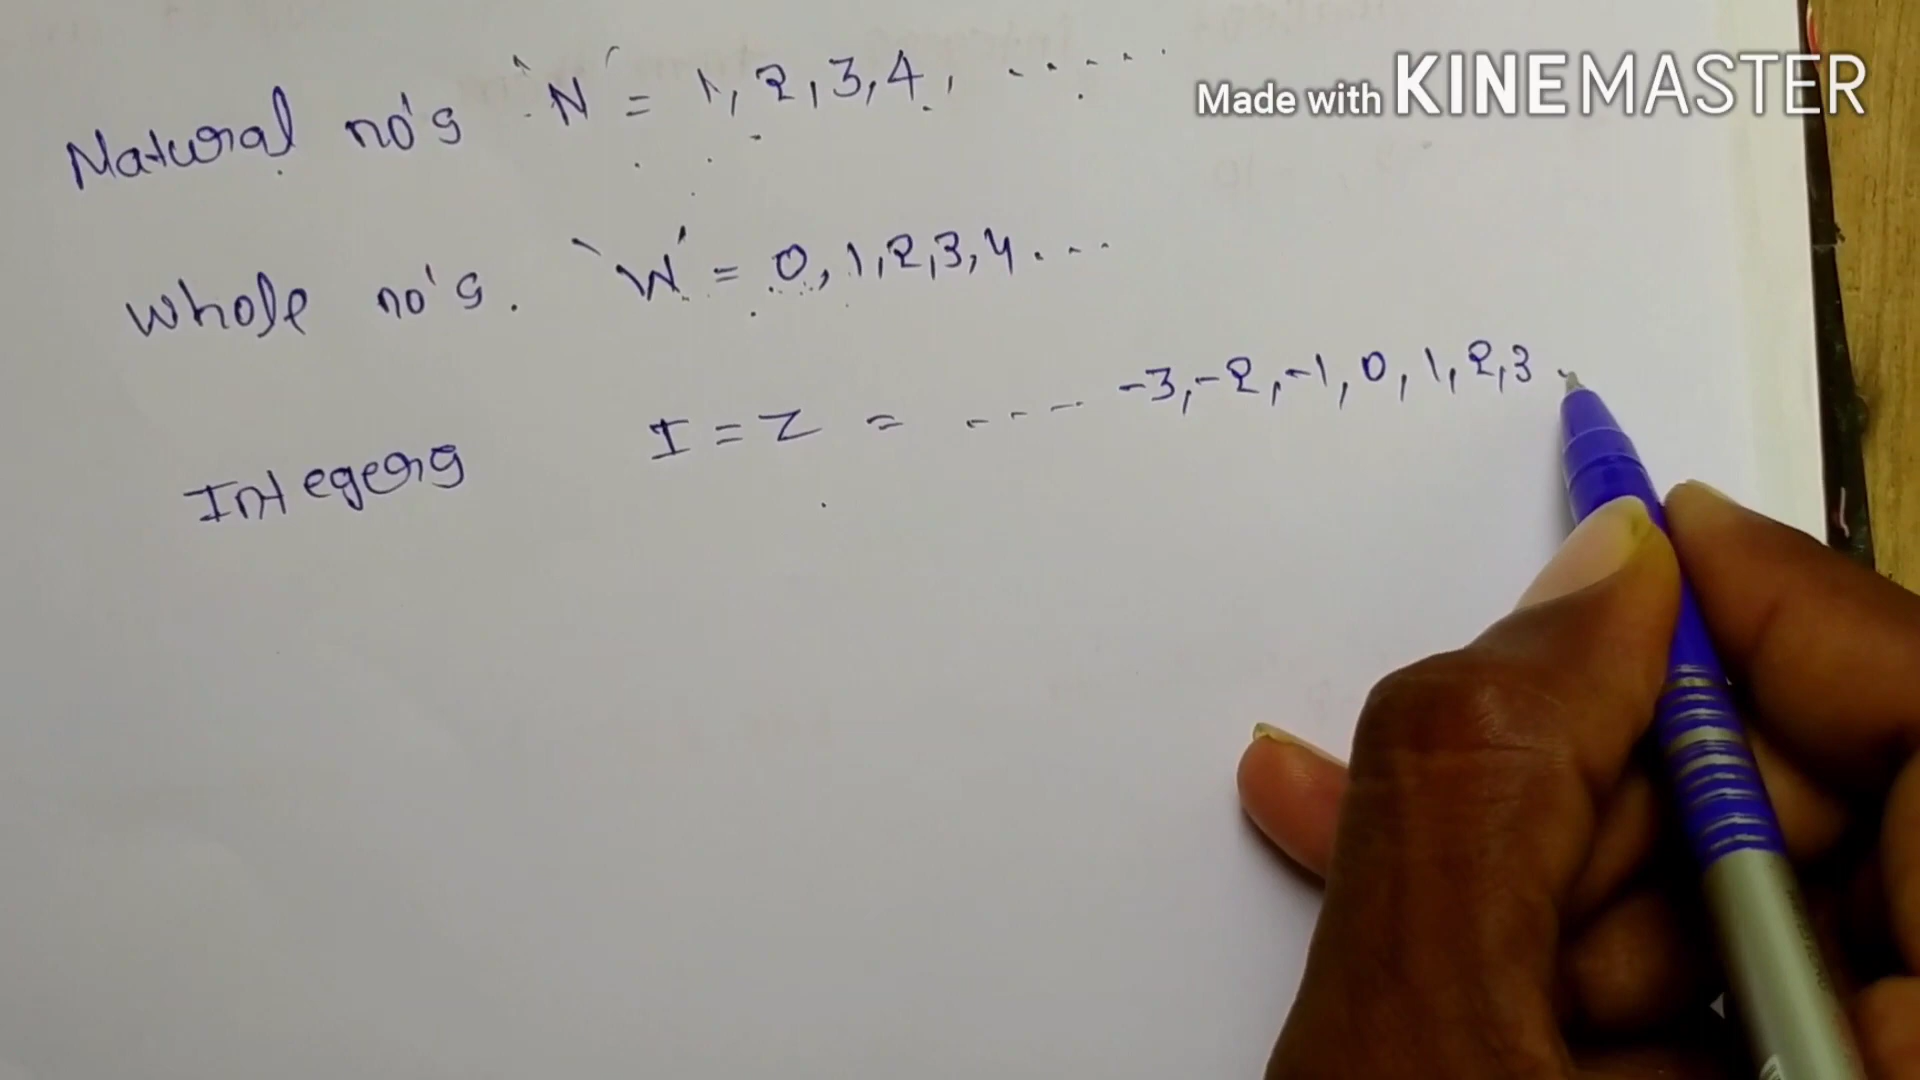 Made with KINEMASTER
Natural no's 'N' = 1, 2, 3, 4, .....
Whole no's. 'W' = 0, 1, 2, 3, 4 ...
Integers I = Z = ---- -3, -2, -1, 0, 1, 2, 3